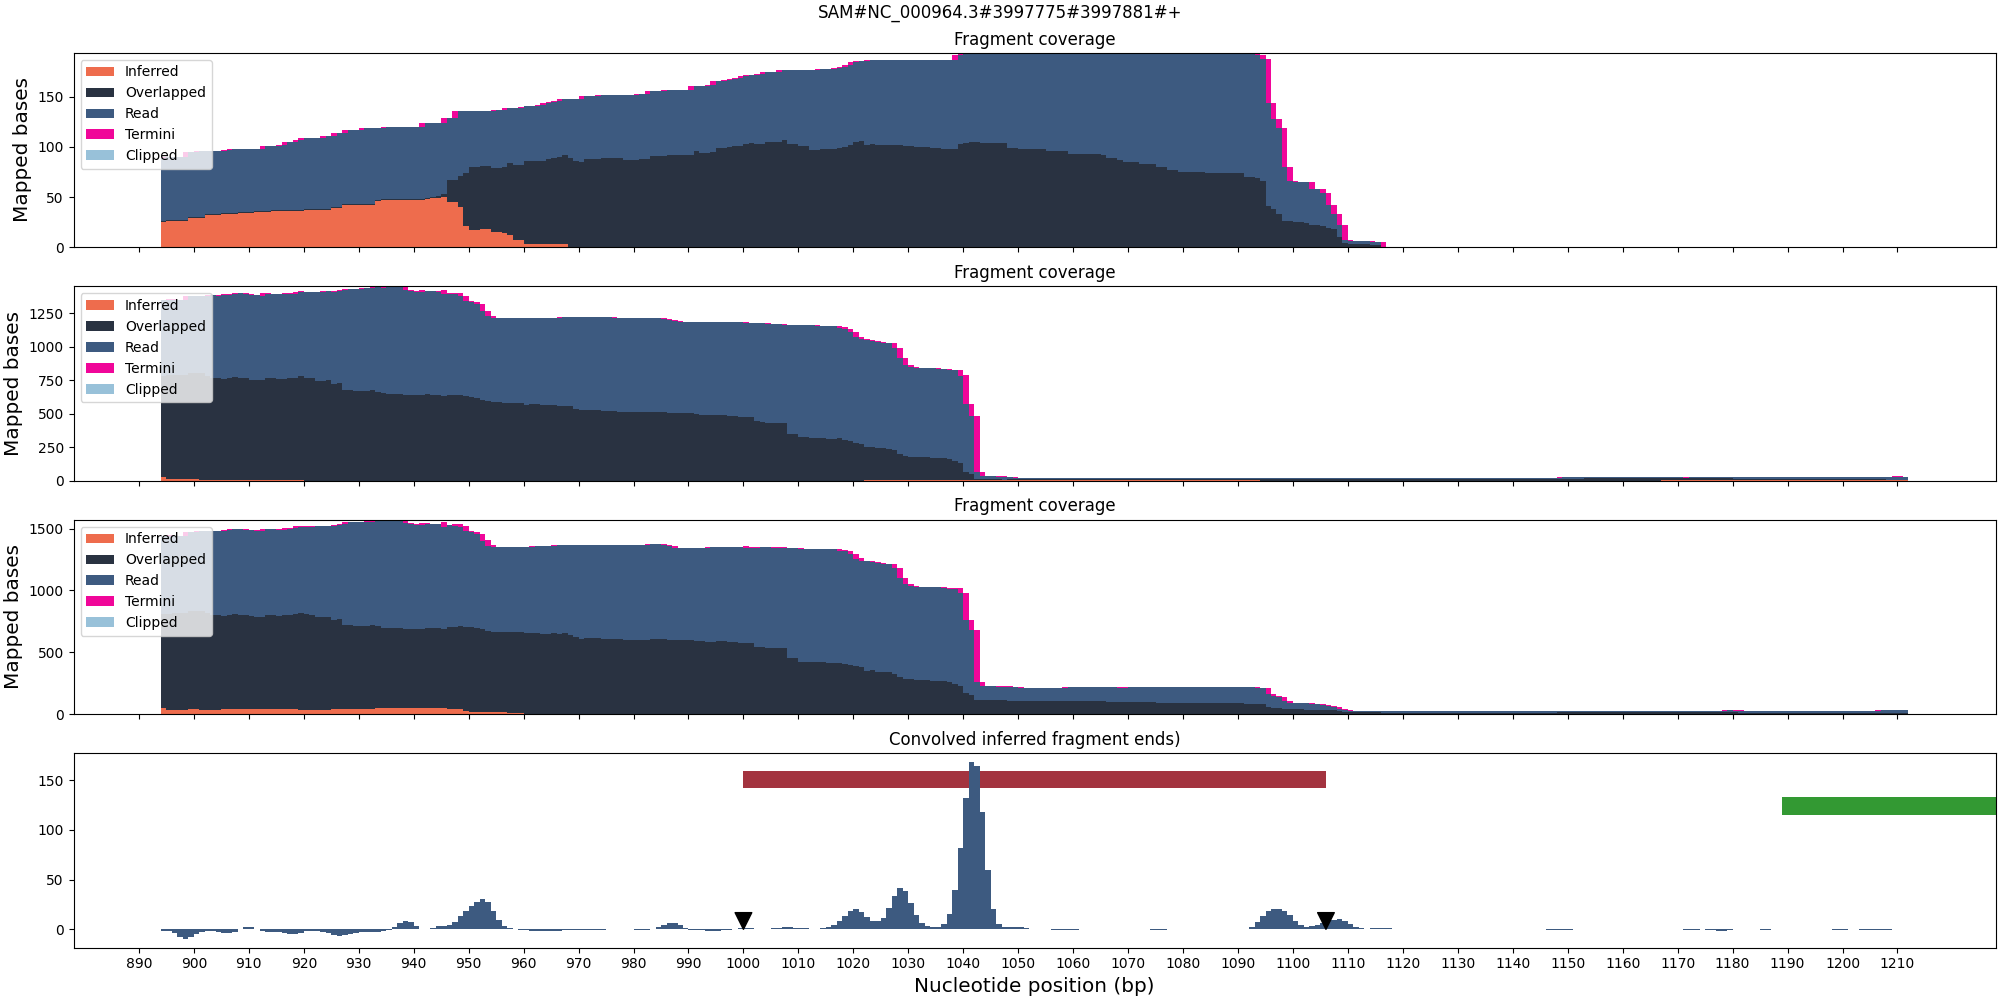 SAM#NC_000964.3#3997775#3997881#+
Fragment coverage
Mapped bases
150
100
50
0
Inferred
Overlapped
Read
Termini
Clipped
Fragment coverage
Mapped bases
1250
1000
750
500
250
0
Inferred
Overlapped
Read
Termini
Clipped
Fragment coverage
Mapped bases
1500
1000
500
0
Inferred
Overlapped
Read
Termini
Clipped
Convolved inferred fragment ends)
150
100
50
0
890 900 910 920 930 940 950 960 970 980 990 1000 1010 1020 1030 1040 1050 1060 1070 1080 1090 1100 1110 1120 1130 1140 1150 1160 1170 1180 1190 1200 1210
Nucleotide position (bp)